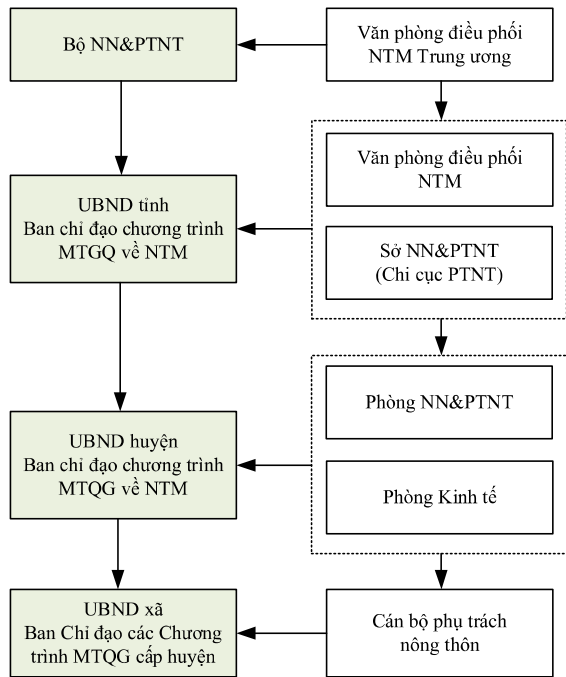 Bộ NN&PTNT
Văn phòng điều phối
NTM Trung ương
Văn phòng điều phối
NTM
UBND tỉnh
Ban chỉ đạo chương trình
MTGQ về NTM
Sở NN&PTNT
(Chi cục PTNT)
Phòng NN&PTNT
UBND huyện
Ban chỉ đạo chương trình
MTQG về NTM
Phòng Kinh tế
UBND xã
Ban Chỉ đạo các Chương
trình MTQG cấp huyện
Cán bộ phụ trách
nông thôn